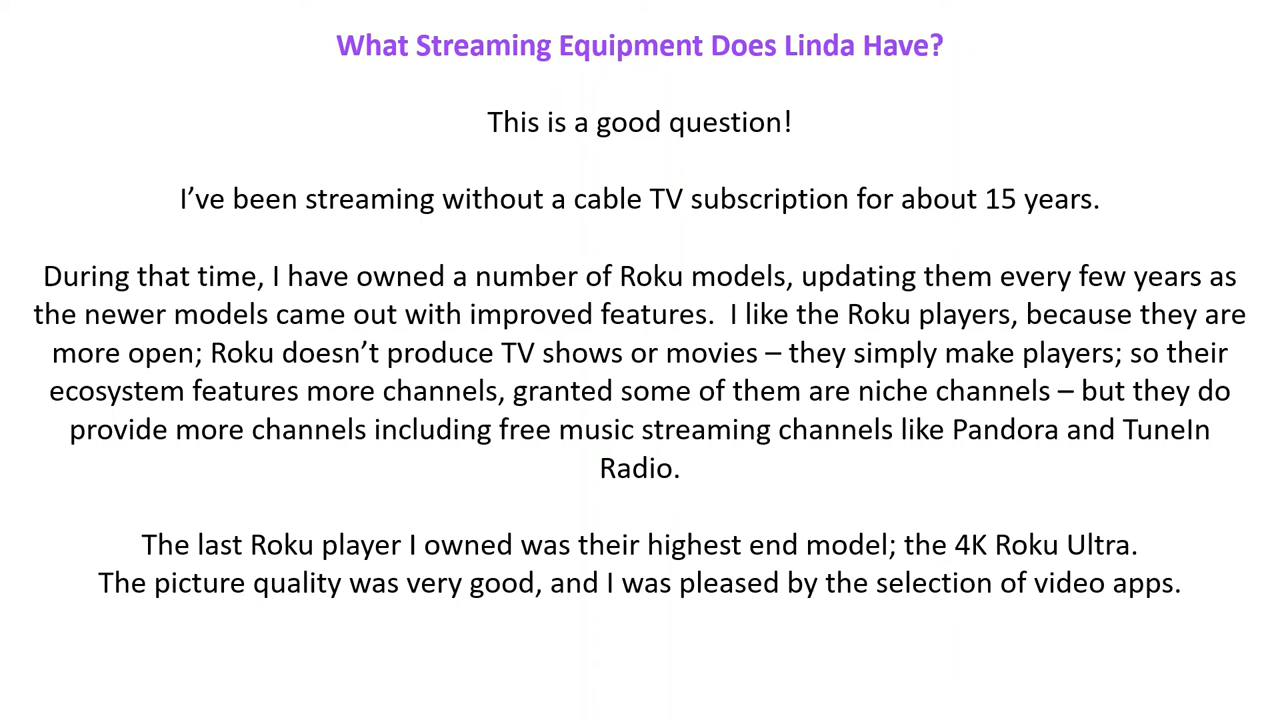 What Streaming Equipment Does Linda Have?
This is a good question!
I’ve been streaming without a cable TV subscription for about 15 years.
During that time, I have owned a number of Roku models, updating them every few years as
the newer models came out with improved features.  I like the Roku players, because they are
more open; Roku doesn’t produce TV shows or movies – they simply make players; so their
ecosystem features more channels, granted some of them are niche channels – but they do
provide more channels including free music streaming channels like Pandora and TuneIn
Radio.
The last Roku player I owned was their highest end model; the 4K Roku Ultra.
The picture quality was very good, and I was pleased by the selection of video apps.